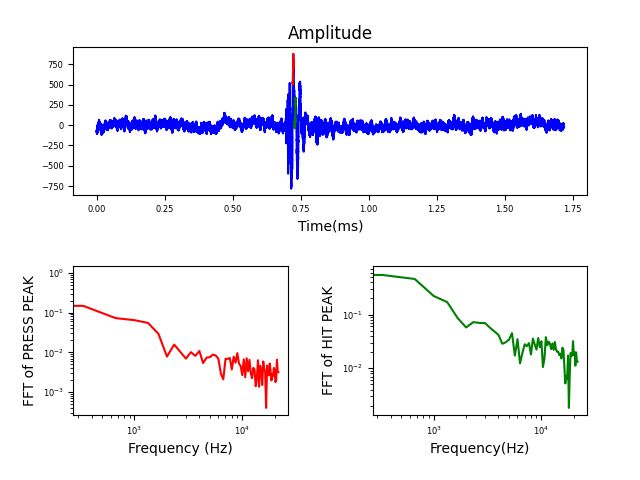 Amplitude
750
500
250
0
−250
−500
−750
0.00 0.25 0.50 0.75 1.00 1.25 1.50 1.75
Time(ms)
FFT of PRESS PEAK
10⁰
10⁻¹
10⁻²
10⁻³
10³ 10⁴
Frequency (Hz)
FFT of HIT PEAK
10⁻¹
10⁻²
10³ 10⁴
Frequency(Hz)